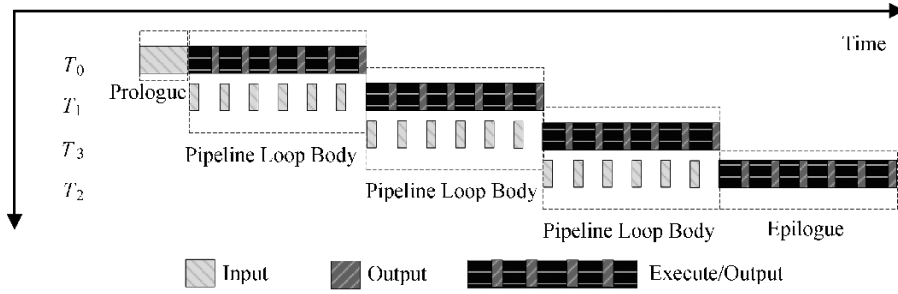 Time
T0
Prologue
T1
Pipeline Loop Body
T3
Pipeline Loop Body
T2
Pipeline Loop Body
Epilogue
Input
Output
Execute/Output